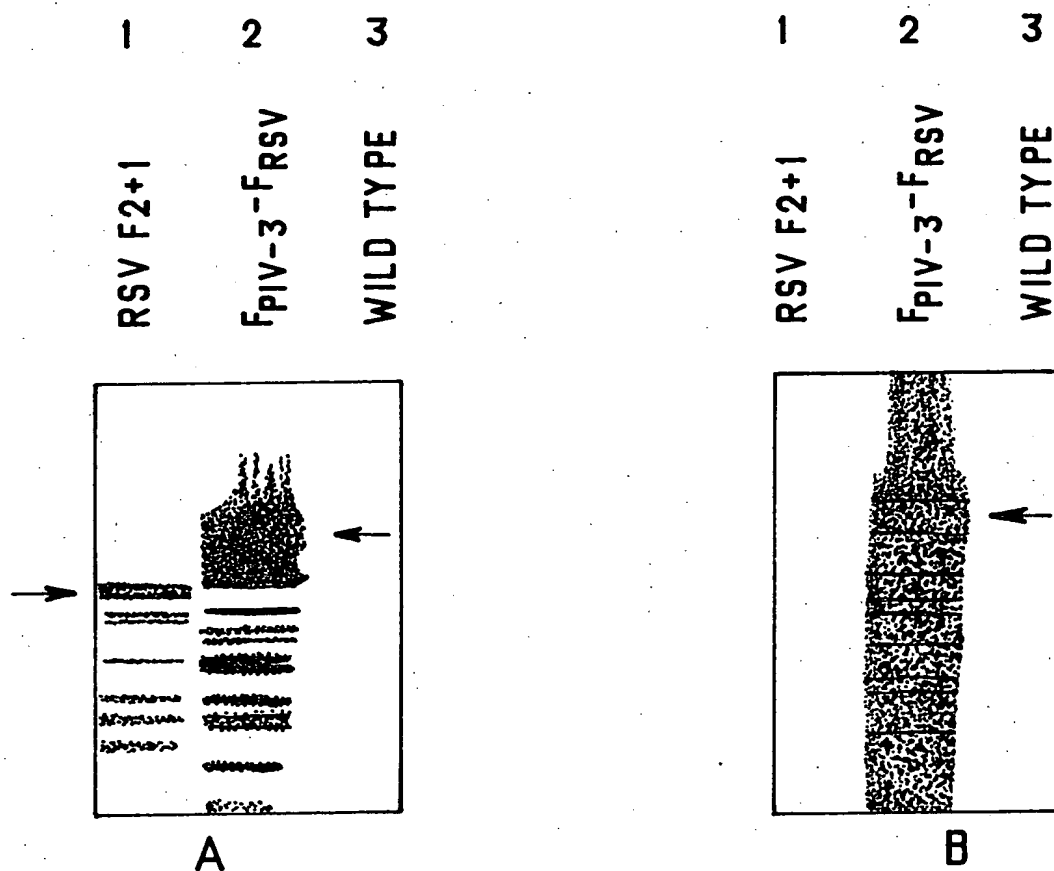 1 2 3
RSV F2+1
FPIV-3-FRSV
WILD TYPE
A
1 2 3
RSV F2+1
FPIV-3-FRSV
WILD TYPE
B